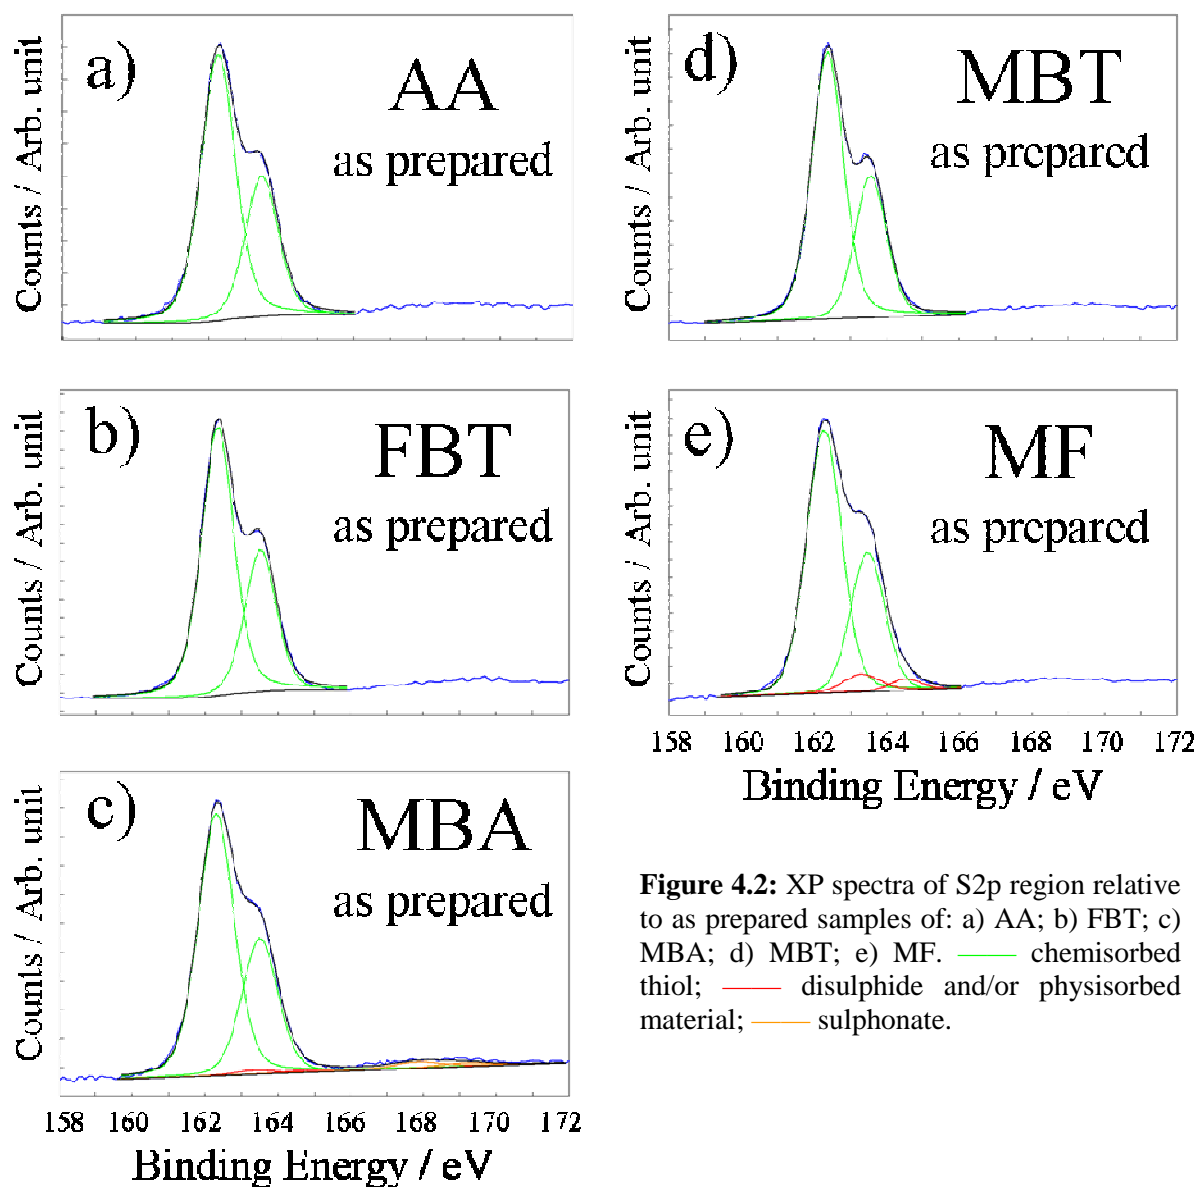 a)
AA
as prepared
Counts / Arb. unit
d)
MBT
as prepared
Counts / Arb. unit
b)
FBT
as prepared
Counts / Arb. unit
e)
MF
as prepared
Counts / Arb. unit
158 160 162 164 166 168 170 172
Binding Energy / eV
c)
MBA
as prepared
Counts / Arb. unit
158 160 162 164 166 168 170 172
Binding Energy / eV
Figure 4.2: XP spectra of S2p region relative
to as prepared samples of: a) AA; b) FBT; c)
MBA; d) MBT; e) MF. —— chemisorbed
thiol; —— disulphide and/or physisorbed
material; —— sulphonate.